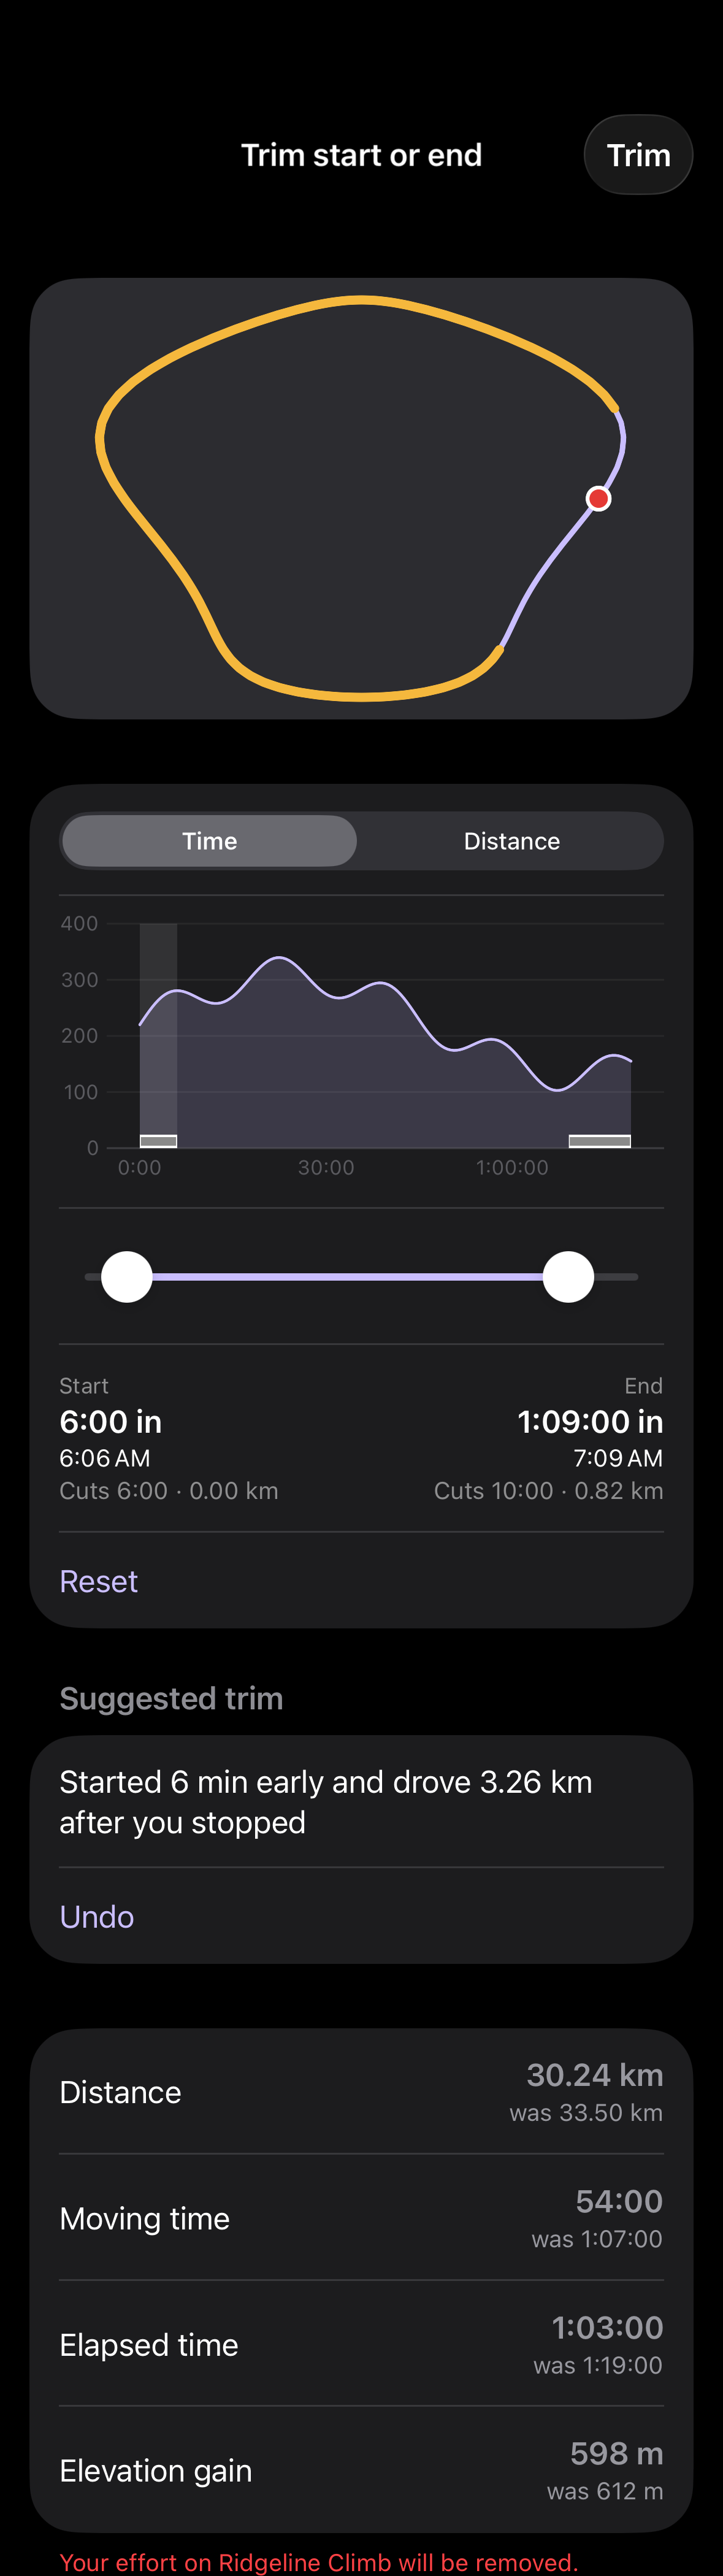 Trim start or end
Trim
Time
Distance
400
300
200
100
0
0:00
30:00
1:00:00
Start
End
6:00 in
1:09:00 in
6:06 AM
7:09 AM
Cuts 6:00 · 0.00 km
Cuts 10:00 · 0.82 km
Reset
Suggested trim
Started 6 min early and drove 3.26 km
after you stopped
Undo
Distance
30.24 km
was 33.50 km
Moving time
54:00
was 1:07:00
Elapsed time
1:03:00
was 1:19:00
Elevation gain
598 m
was 612 m
Your effort on Ridgeline Climb will be removed.